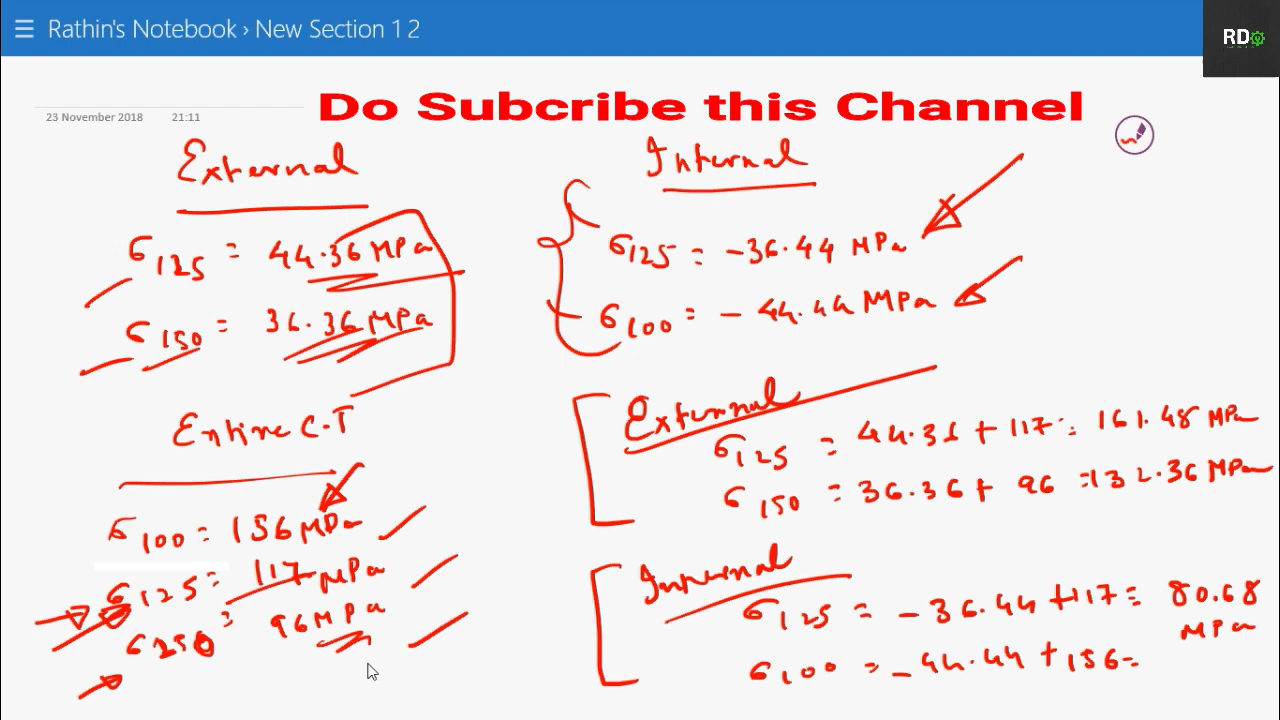 ☰ Rathin's Notebook › New Section 1 2
RD
Do Subcribe this Channel
23 November 2018 21:11
External
σ125 = 44.36 MPa
σ150 = 36.36 MPa
Internal
σ125 = -36.44 MPa
σ100 = - 44.44 MPa
Entire C.T
σ100 = 156 MPa
σ125 = 117 MPa
σ250 = 96 MPa
External
σ125 = 44.36 + 117 = 161.48 MPa
σ150 = 36.36 + 96 = 132.36 MPa
Internal
σ125 = - 36.44 + 117 = 80.68
MPa
σ100 = - 44.44 + 156 =